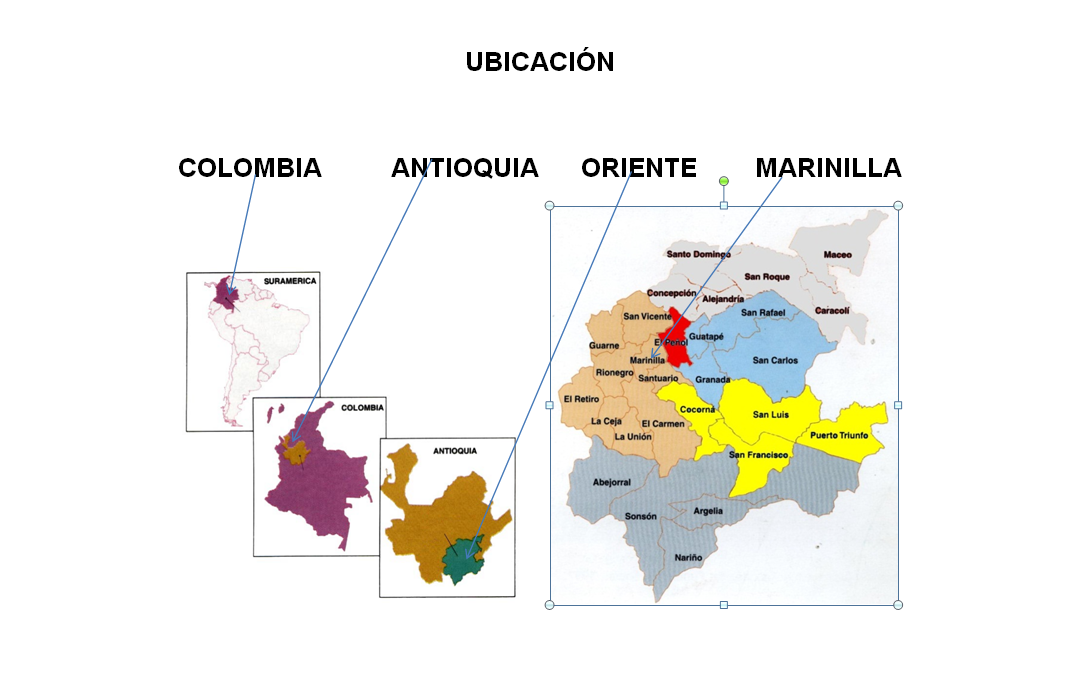 UBICACIÓN
COLOMBIA ANTIOQUIA ORIENTE MARINILLA
SURAMERICA
COLOMBIA
ANTIOQUIA
Maceo
Santo Domingo
San Roque
Concepción
Alejandría
Caracolí
San Vicente
San Rafael
Guatapé
El Peñol
Guarne
Marinilla
San Carlos
Rionegro
Santuario
Granada
El Retiro
Cocorná
San Luis
La Ceja
El Carmen
La Unión
Puerto Triunfo
San Francisco
Abejorral
Sonsón
Argelia
Nariño